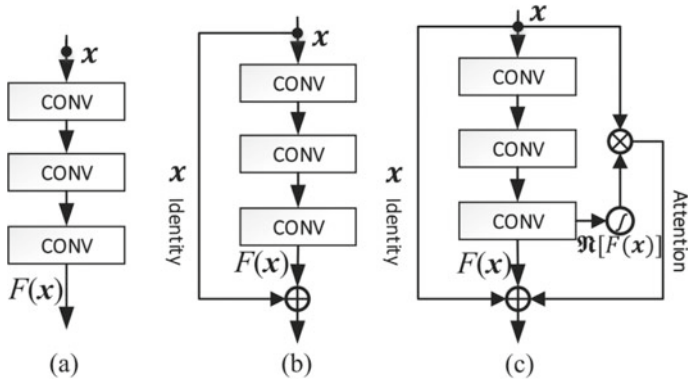 x
CONV
CONV
CONV
F(x)
(a)
x
CONV
CONV
CONV
x
Identity
F(x)
(b)
x
CONV
CONV
CONV
x
Identity
F(x)
𝕹[F(x)]
Attention
(c)